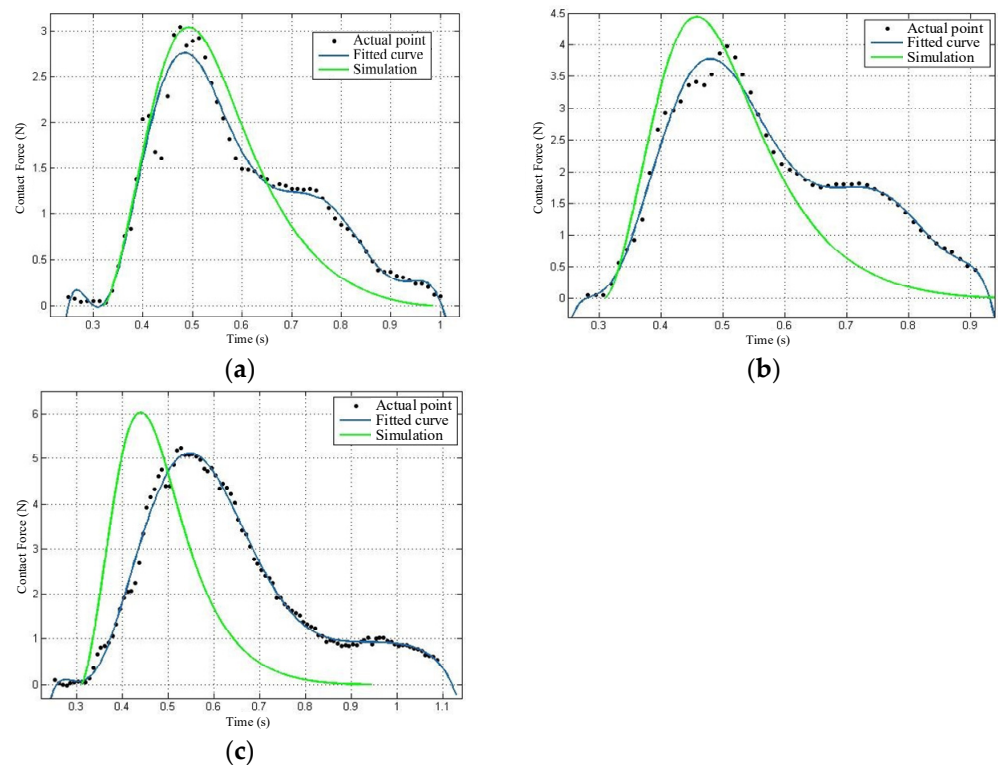 3
2.5
2
1.5
1
0.5
0
Contact Force (N)
Actual point
Fitted curve
Simulation
0.3 0.4 0.5 0.6 0.7 0.8 0.9 1
Time (s)
(a)
4.5
4
3.5
3
2.5
2
1.5
1
0.5
0
Contact Force (N)
Actual point
Fitted curve
Simulation
0.3 0.4 0.5 0.6 0.7 0.8 0.9
Time (s)
(b)
6
5
4
3
2
1
0
Contact Force (N)
Actual point
Fitted curve
Simulation
0.3 0.4 0.5 0.6 0.7 0.8 0.9 1 1.1
Time (s)
(c)